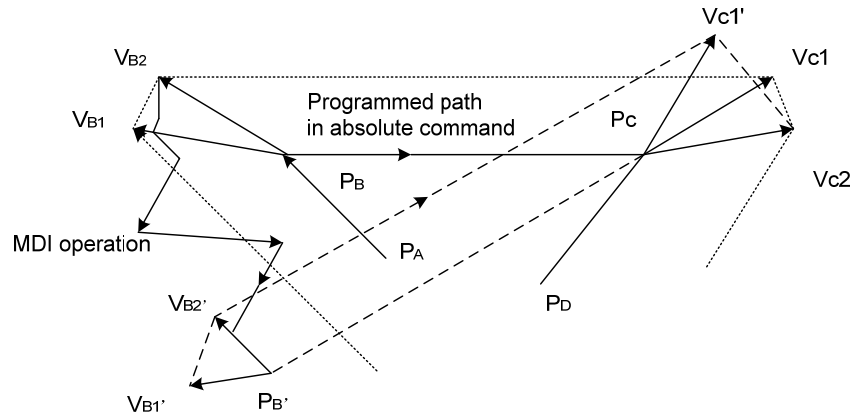 Vc1'
VB2
Vc1
Programmed path
in absolute command
Pc
VB1
PB
Vc2
MDI operation
PA
VB2’
PD
VB1’
PB’